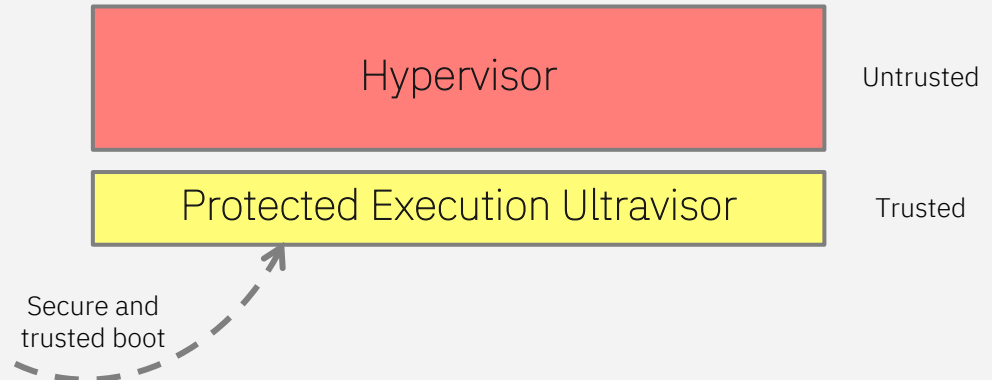 Hypervisor
Untrusted
Protected Execution Ultravisor
Trusted
Secure and
trusted boot